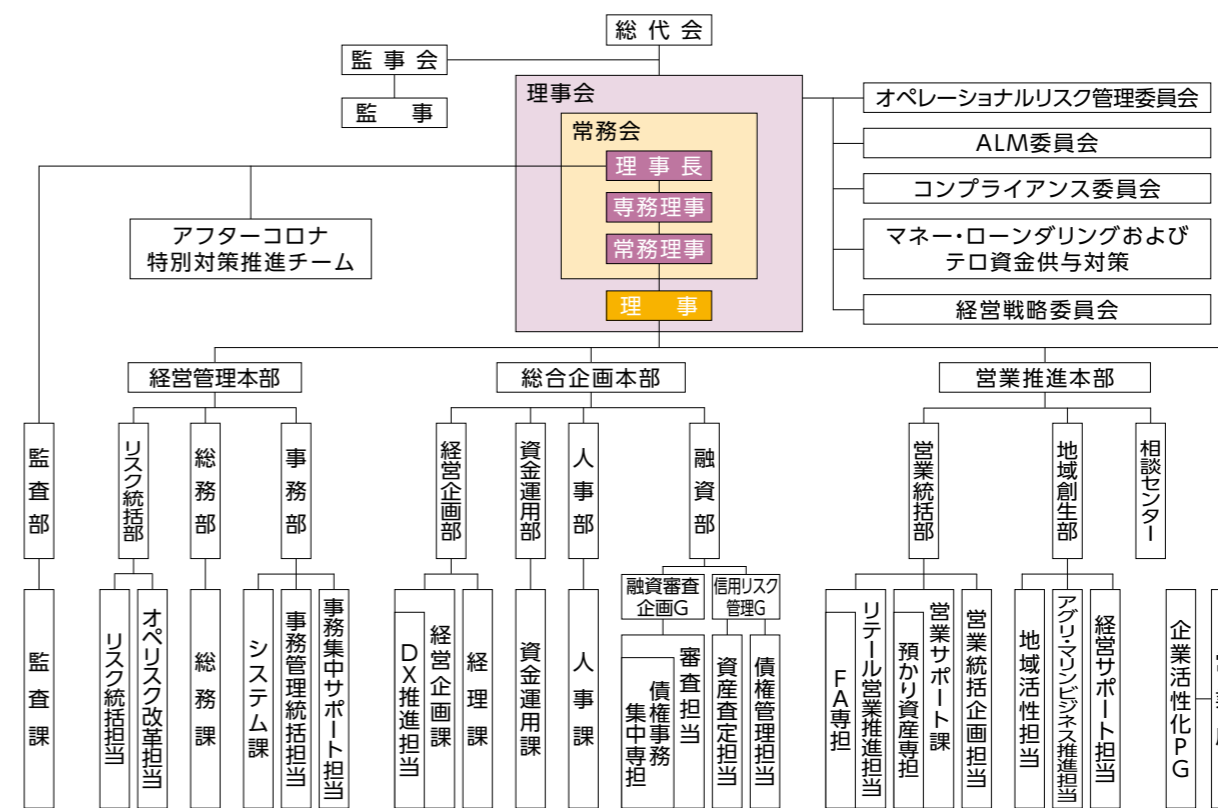 総代会
監事会
監事
理事会
常務会
理事長
専務理事
常務理事
理事
オペレーショナルリスク管理委員会
ALM委員会
コンプライアンス委員会
マネー・ローンダリングおよび
テロ資金供与対策
経営戦略委員会
アフターコロナ
特別対策推進チーム
経営管理本部
総合企画本部
営業推進本部
監査部
リスク統括部
総務部
事務部
経営企画部
資金運用部
人事部
融資部
営業統括部
地域創生部
相談センター
融資審査
企画G
信用リスク
管理G
監査課
リスク統括担当
オペリスク改革担当
総務課
システム課
事務管理統括担当
事務集中サポート担当
経営企画課
DX推進担当
経理課
資金運用課
人事課
審査担当
債権事務
集中専担
資産査定担当
債権管理担当
リテール営業推進担当
FA専担
営業サポート課
預かり資産専担
営業統括企画担当
地域活性担当
アグリ・マリンビジネス推進担当
経営サポート担当
企業活性化PG